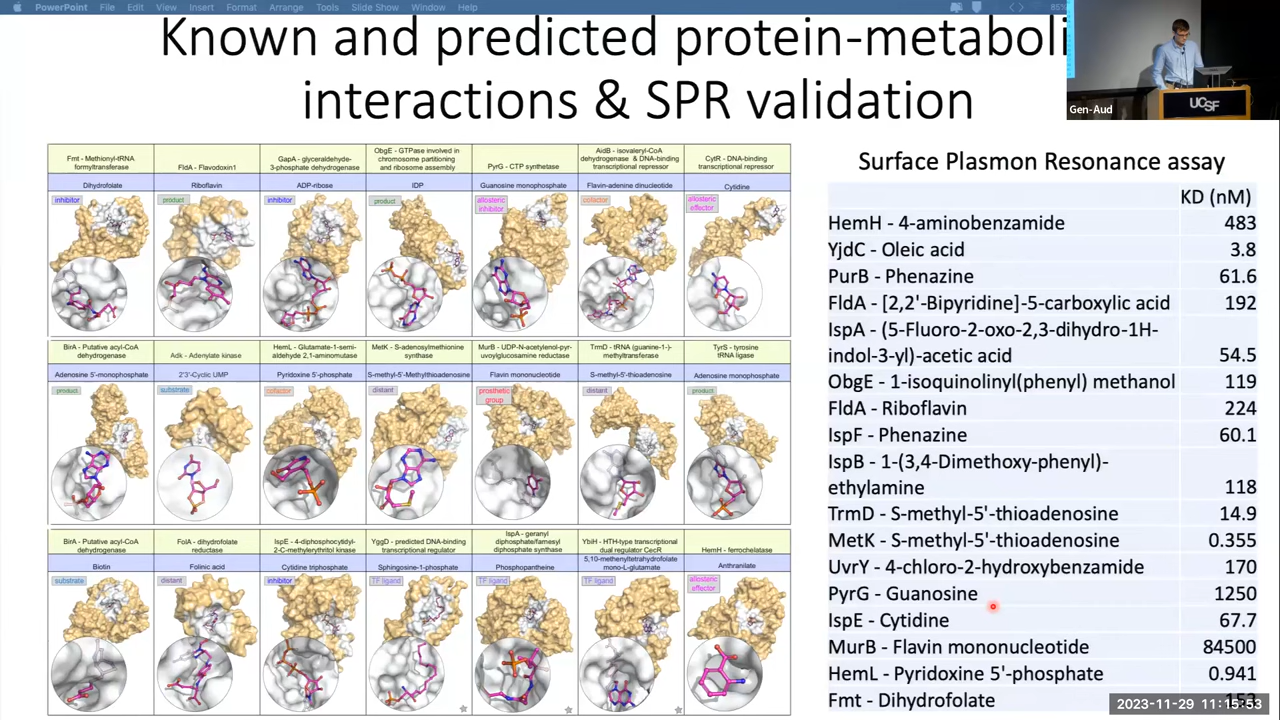 PowerPoint File Edit View Insert Format Arrange Tools Slide Show Window Help 85%
Known and predicted protein-metaboli
interactions & SPR validation
Gen-Aud
UCSF
Fmt - Methionyl-tRNA
formyltransferase
FldA - Flavodoxin1
GapA - glyceraldehyde-
3-phosphate dehydrogenase
ObgE - GTPase involved in
chromosome partitioning
and ribosome assembly
PyrG - CTP synthetase
AidB - isovaleryl-CoA
dehydrogenase & DNA-binding
transcriptional repressor
CytR - DNA-binding
transcriptional repressor
Dihydrofolate
Riboflavin
ADP-ribose
IDP
Guanosine monophosphate
Flavin-adenine dinucleotide
Cytidine
inhibitor
product
inhibitor
product
allosteric
inhibitor
cofactor
allosteric
effector
BirA - Putative acyl-CoA
dehydrogenase
Adk - Adenylate kinase
HemL - Glutamate-1-semi-
aldehyde 2,1-aminomutase
MetK - S-adenosylmethionine
synthase
MurB - UDP-N-acetylenol-pyr-
uvoylglucosamine reductase
TrmD - tRNA (guanine-1-)-
methyltransferase
TyrS - tyrosine
tRNA ligase
Adenosine 5'-monophosphate
2'3'-Cyclic UMP
Pyridoxine 5'-phosphate
S-methyl-5'-Methylthioadenosine
Flavin mononucleotide
S-methyl-5'-thioadenosine
Adenosine monophosphate
product
substrate
cofactor
distant
prosthetic
group
distant
product
BirA - Putative acyl-CoA
dehydrogenase
FolA - dihydrofolate
reductase
IspE - 4-diphosphocytidyl-
2-C-methylerythritol kinase
YggD - predicted DNA-binding
transcriptional regulator
IspA - geranyl
diphosphate/farnesyl
diphosphate synthase
YbiH - HTH-type transcriptional
dual regulator CecR
HemH - ferrochelatase
Biotin
Folinic acid
Cytidine triphosphate
Sphingosine-1-phosphate
Phosphopantheine
5,10-methenyltetrahydrofolate
mono-L-glutamate
Anthranilate
substrate
distant
inhibitor
TF ligand
TF ligand
TF ligand
allosteric
effector
Surface Plasmon Resonance assay
KD (nM)
HemH - 4-aminobenzamide 483
YjdC - Oleic acid 3.8
PurB - Phenazine 61.6
FldA - [2,2'-Bipyridine]-5-carboxylic acid 192
IspA - (5-Fluoro-2-oxo-2,3-dihydro-1H-
indol-3-yl)-acetic acid 54.5
ObgE - 1-isoquinolinyl(phenyl) methanol 119
FldA - Riboflavin 224
IspF - Phenazine 60.1
IspB - 1-(3,4-Dimethoxy-phenyl)-
ethylamine 118
TrmD - S-methyl-5'-thioadenosine 14.9
MetK - S-methyl-5'-thioadenosine 0.355
UvrY - 4-chloro-2-hydroxybenzamide 170
PyrG - Guanosine 1250
IspE - Cytidine 67.7
MurB - Flavin mononucleotide 84500
HemL - Pyridoxine 5'-phosphate 0.941
Fmt - Dihydrofolate
2023-11-29 11:15:53